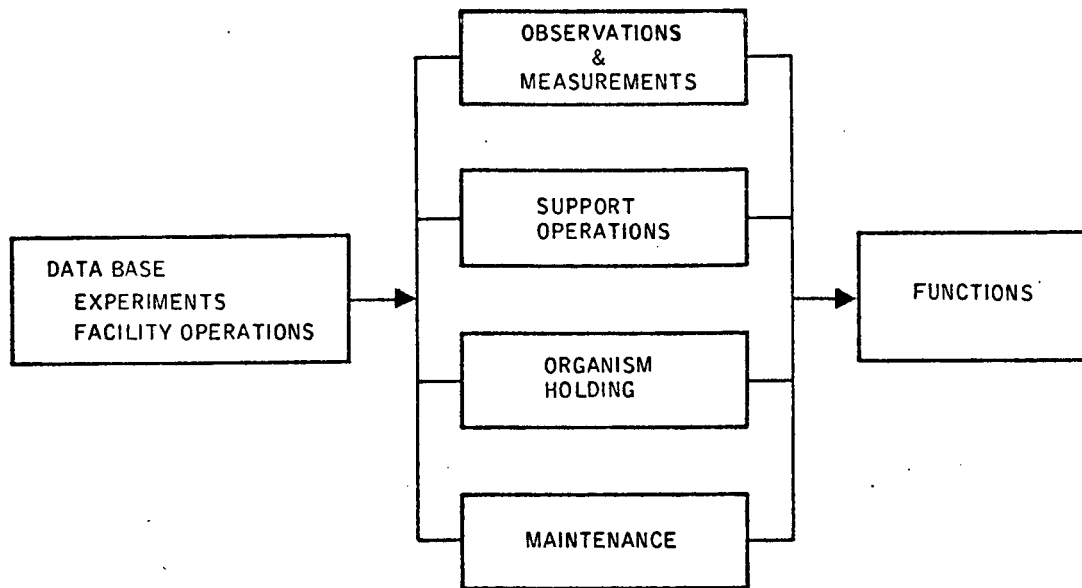 OBSERVATIONS
&
MEASUREMENTS
SUPPORT
OPERATIONS
DATA BASE
EXPERIMENTS
FACILITY OPERATIONS
FUNCTIONS
ORGANISM
HOLDING
MAINTENANCE